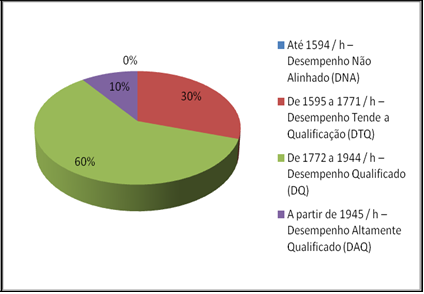 0%
10%
30%
60%
Até 1594 / h –
Desempenho Não
Alinhado (DNA)
De 1595 a 1771 / h –
Desempenho Tende a
Qualificação (DTQ)
De 1772 a 1944 / h –
Desempenho Qualificado
(DQ)
A partir de 1945 / h –
Desempenho Altamente
Qualificado (DAQ)